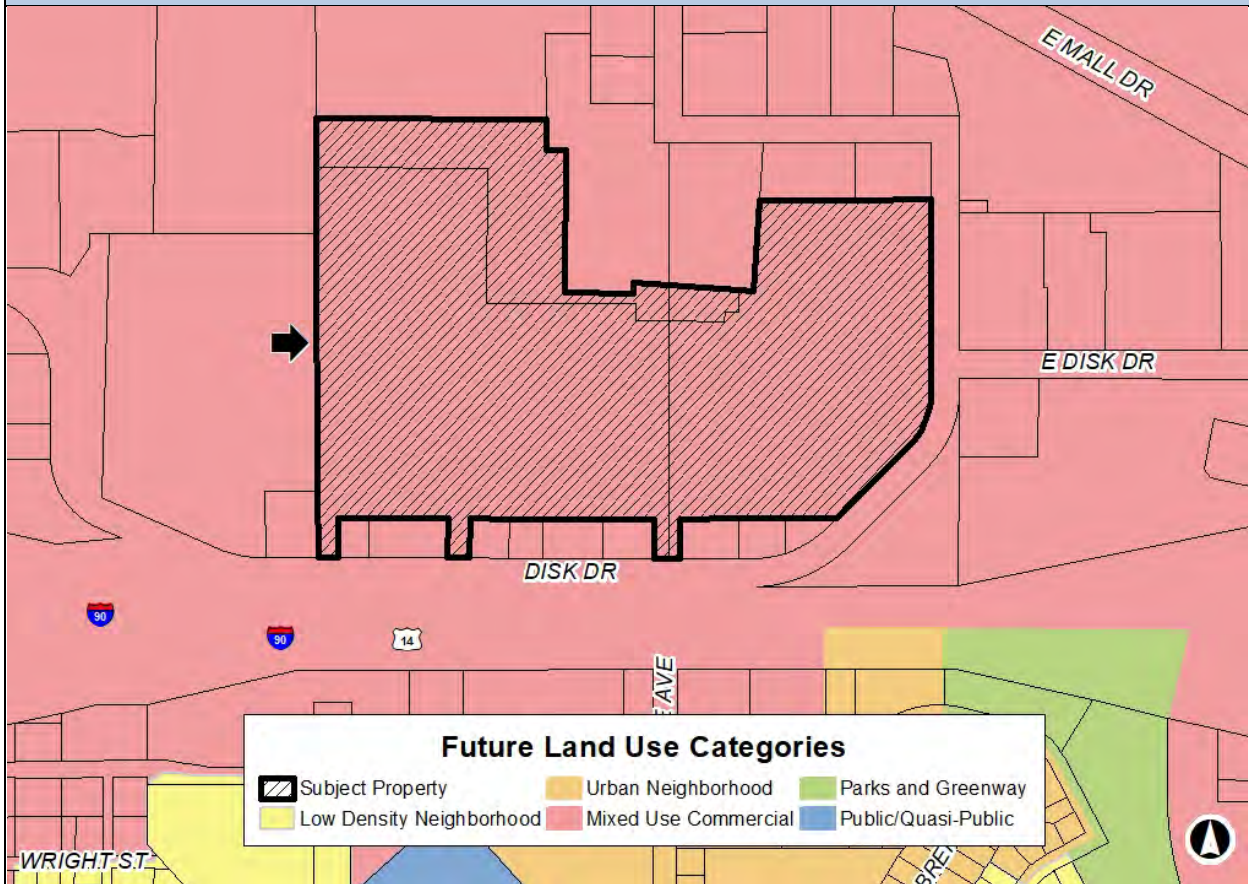 E MALL DR
E DISK DR
DISK DR
90
90
14
E AVE
Future Land Use Categories
Subject Property
Urban Neighborhood
Parks and Greenway
Low Density Neighborhood
Mixed Use Commercial
Public/Quasi-Public
WRIGHT ST
BRE